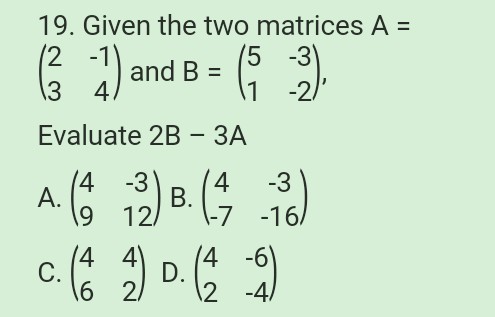 19. Given the two matrices A =
(2 -1
3 4) and B = (5 -3
1 -2),
Evaluate 2B – 3A
A. (4 -3
9 12) B. (4 -3
-7 -16)
C. (4 4
6 2) D. (4 -6
2 -4)